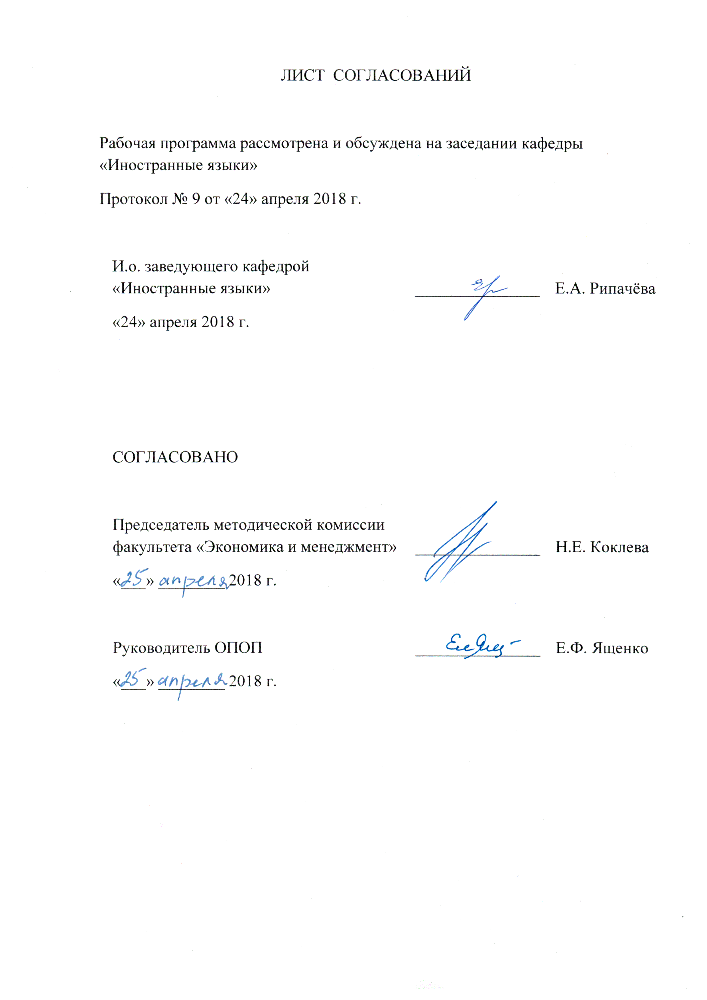 ЛИСТ СОГЛАСОВАНИЙ
Рабочая программа рассмотрена и обсуждена на заседании кафедры
«Иностранные языки»
Протокол № 9 от «24» апреля 2018 г.
И.о. заведующего кафедрой
«Иностранные языки» Е.А. Рипачёва
«24» апреля 2018 г.
СОГЛАСОВАНО
Председатель методической комиссии
факультета «Экономика и менеджмент» Н.Е. Коклева
«25» апреля 2018 г.
Руководитель ОПОП Е.Ф. Ященко
«25» апреля 2018 г.